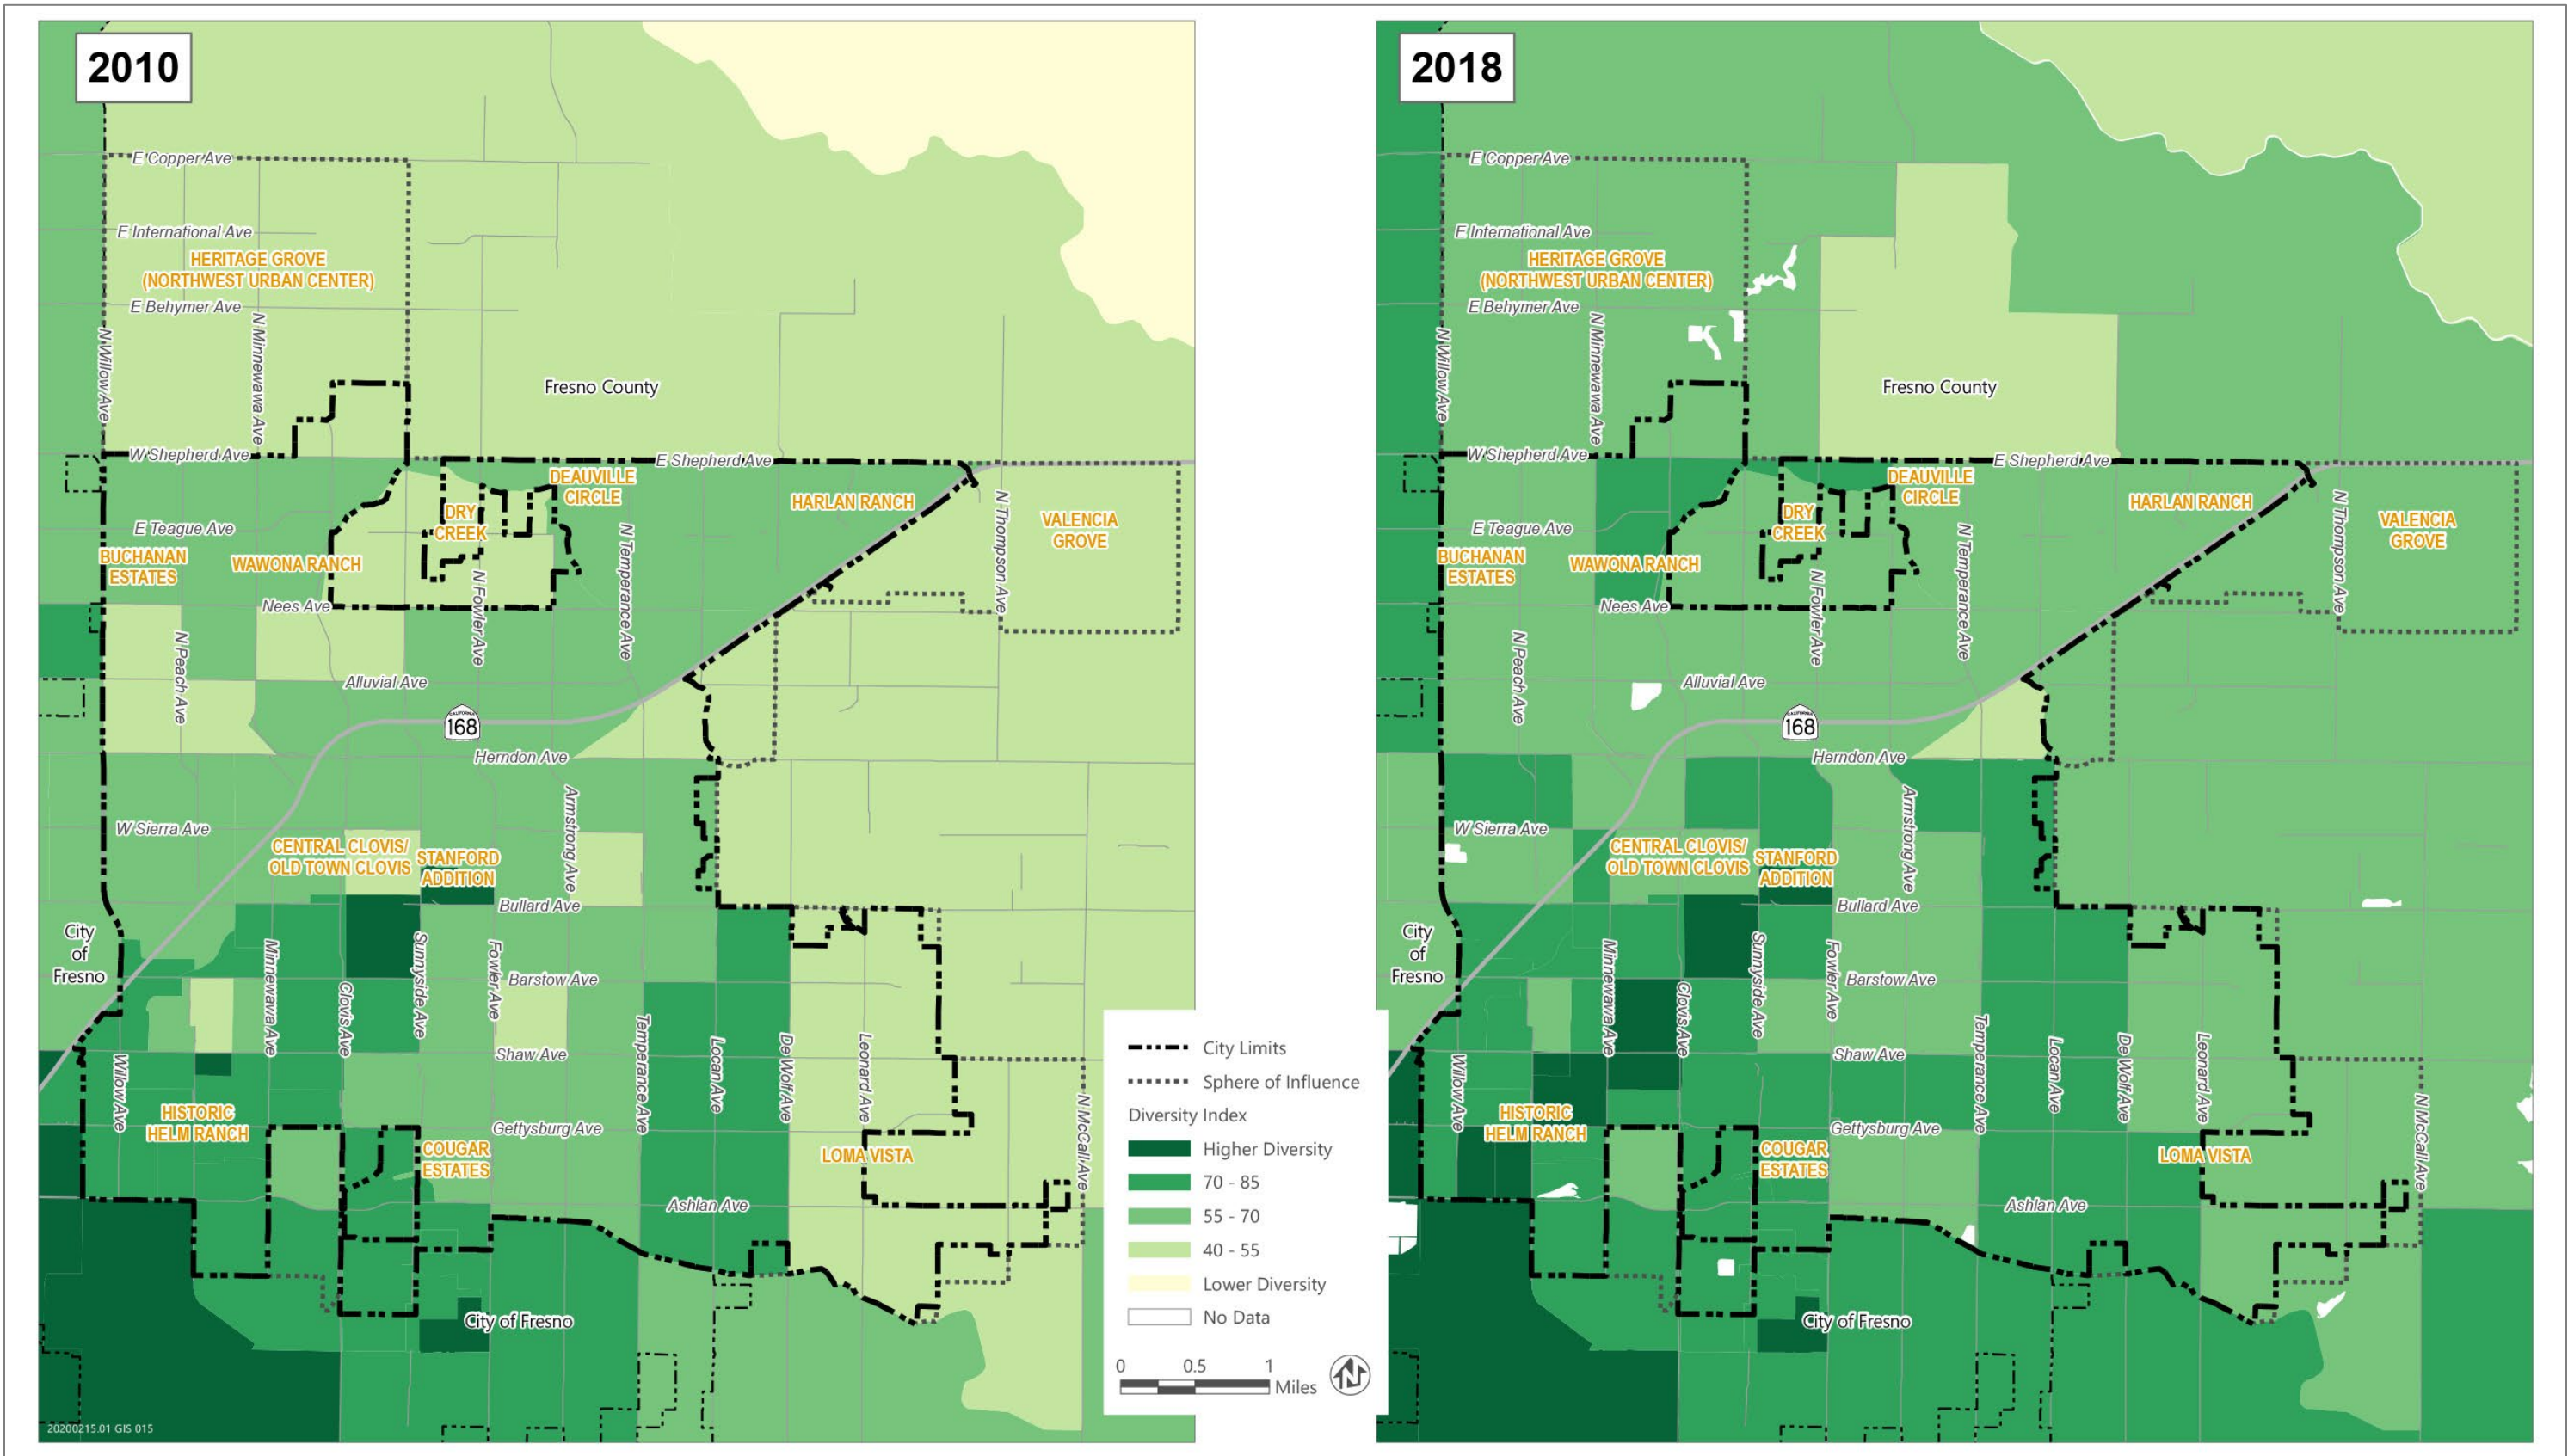 2010
E Copper Ave
E International Ave
HERITAGE GROVE
(NORTHWEST URBAN CENTER)
E Behymer Ave
N Willow Ave
N Minnewawa Ave
Fresno County
W Shepherd Ave
E Shepherd Ave
DEAUVILLE
CIRCLE
HARLAN RANCH
DRY
CREEK
E Teague Ave
N Temperance Ave
N Thompson Ave
VALENCIA
GROVE
BUCHANAN
ESTATES
WAWONA RANCH
Nees Ave
N Fowler Ave
N Peach Ave
Alluvial Ave
CALIFORNIA
168
Herndon Ave
Armstrong Ave
W Sierra Ave
CENTRAL CLOVIS/
OLD TOWN CLOVIS
STANFORD
ADDITION
Bullard Ave
City
of
Fresno
Minnewawa Ave
Clovis Ave
Sunnyside Ave
Fowler Ave
Barstow Ave
Shaw Ave
Willow Ave
Temperance Ave
Locan Ave
De Wolf Ave
Leonard Ave
N McCall Ave
HISTORIC
HELM RANCH
Gettysburg Ave
COUGAR
ESTATES
LOMA VISTA
Ashlan Ave
City of Fresno
20200215.01 GIS 015
City Limits
Sphere of Influence
Diversity Index
Higher Diversity
70 - 85
55 - 70
40 - 55
Lower Diversity
No Data
0 0.5 1
Miles
N
2018
E Copper Ave
E International Ave
HERITAGE GROVE
(NORTHWEST URBAN CENTER)
E Behymer Ave
N Willow Ave
N Minnewawa Ave
Fresno County
W Shepherd Ave
E Shepherd Ave
DEAUVILLE
CIRCLE
HARLAN RANCH
DRY
CREEK
E Teague Ave
N Temperance Ave
N Thompson Ave
VALENCIA
GROVE
BUCHANAN
ESTATES
WAWONA RANCH
Nees Ave
N Fowler Ave
N Peach Ave
Alluvial Ave
CALIFORNIA
168
Herndon Ave
Armstrong Ave
W Sierra Ave
CENTRAL CLOVIS/
OLD TOWN CLOVIS
STANFORD
ADDITION
Bullard Ave
City
of
Fresno
Minnewawa Ave
Clovis Ave
Sunnyside Ave
Fowler Ave
Barstow Ave
Shaw Ave
Willow Ave
Temperance Ave
Locan Ave
De Wolf Ave
Leonard Ave
N McCall Ave
HISTORIC
HELM RANCH
Gettysburg Ave
COUGAR
ESTATES
LOMA VISTA
Ashlan Ave
City of Fresno